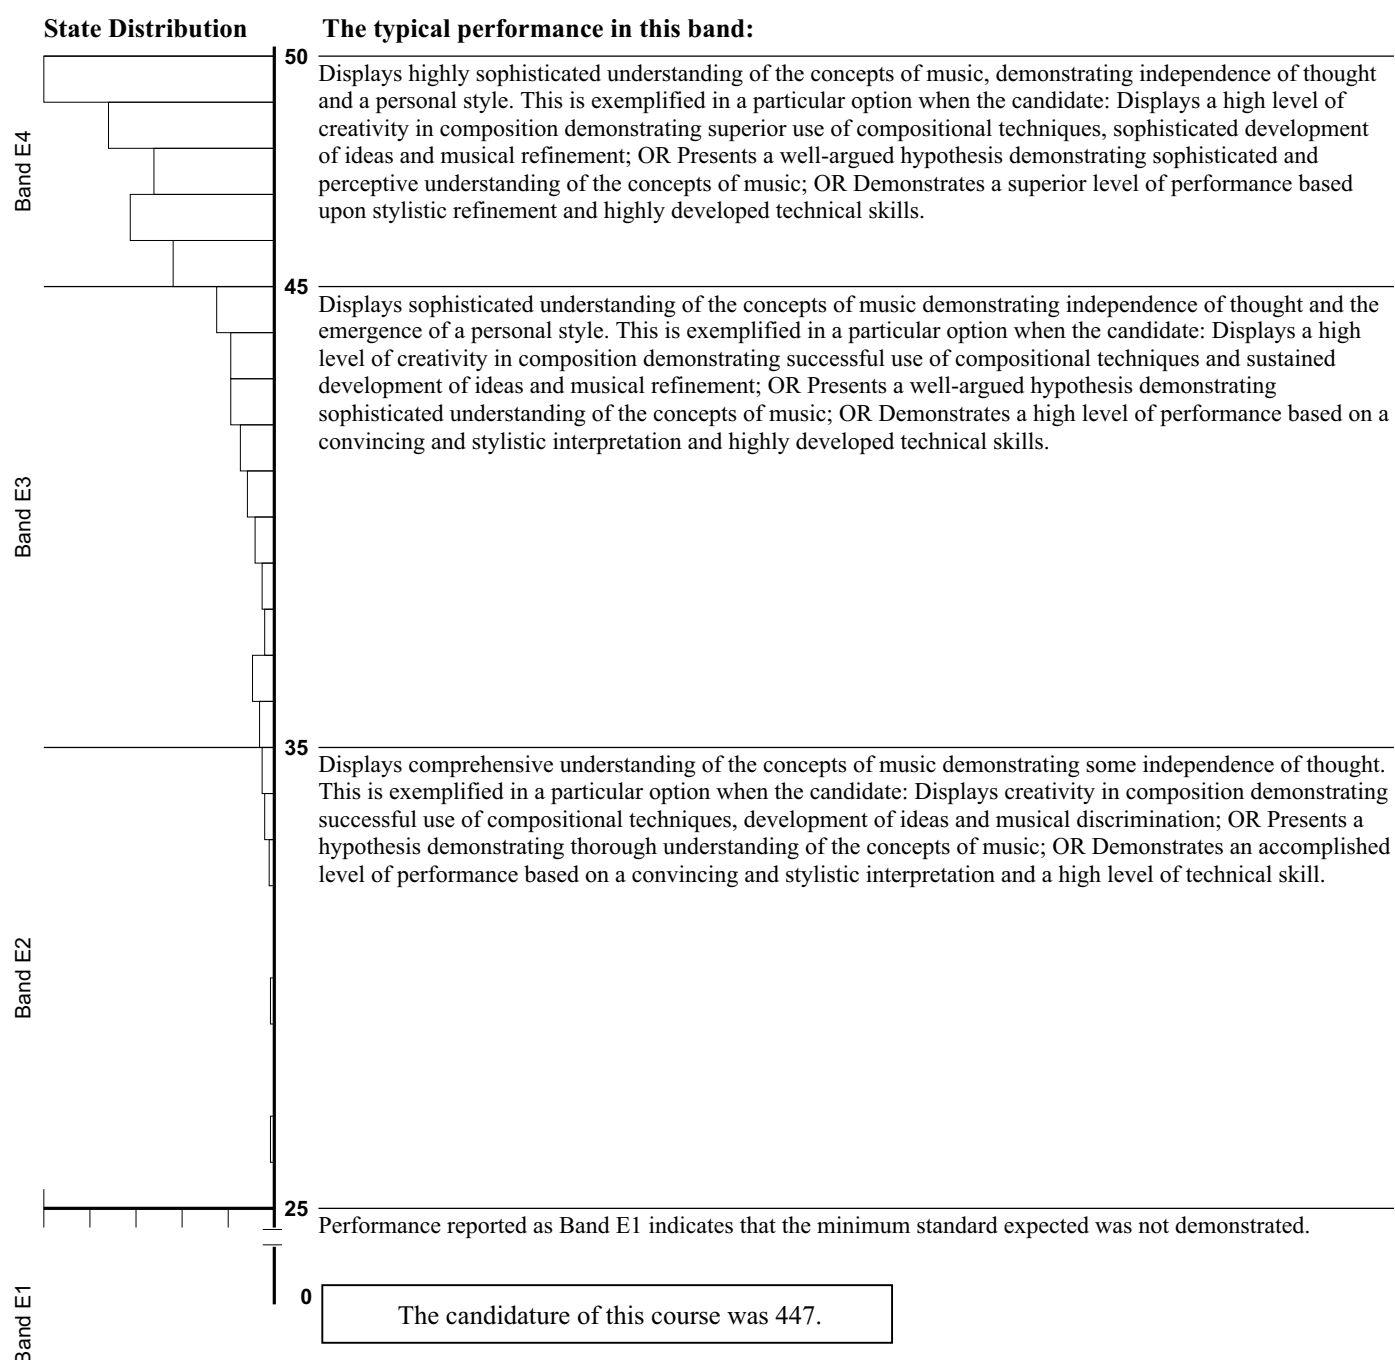 State Distribution
The typical performance in this band:
50
Displays highly sophisticated understanding of the concepts of music, demonstrating independence of thought
and a personal style. This is exemplified in a particular option when the candidate: Displays a high level of
creativity in composition demonstrating superior use of compositional techniques, sophisticated development
of ideas and musical refinement; OR Presents a well-argued hypothesis demonstrating sophisticated and
perceptive understanding of the concepts of music; OR Demonstrates a superior level of performance based
upon stylistic refinement and highly developed technical skills.
Band E4
45
Displays sophisticated understanding of the concepts of music demonstrating independence of thought and the
emergence of a personal style. This is exemplified in a particular option when the candidate: Displays a high
level of creativity in composition demonstrating successful use of compositional techniques and sustained
development of ideas and musical refinement; OR Presents a well-argued hypothesis demonstrating
sophisticated understanding of the concepts of music; OR Demonstrates a high level of performance based on a
convincing and stylistic interpretation and highly developed technical skills.
Band E3
35
Displays comprehensive understanding of the concepts of music demonstrating some independence of thought.
This is exemplified in a particular option when the candidate: Displays creativity in composition demonstrating
successful use of compositional techniques, development of ideas and musical discrimination; OR Presents a
hypothesis demonstrating thorough understanding of the concepts of music; OR Demonstrates an accomplished
level of performance based on a convincing and stylistic interpretation and a high level of technical skill.
Band E2
25
Performance reported as Band E1 indicates that the minimum standard expected was not demonstrated.
Band E1
0
The candidature of this course was 447.